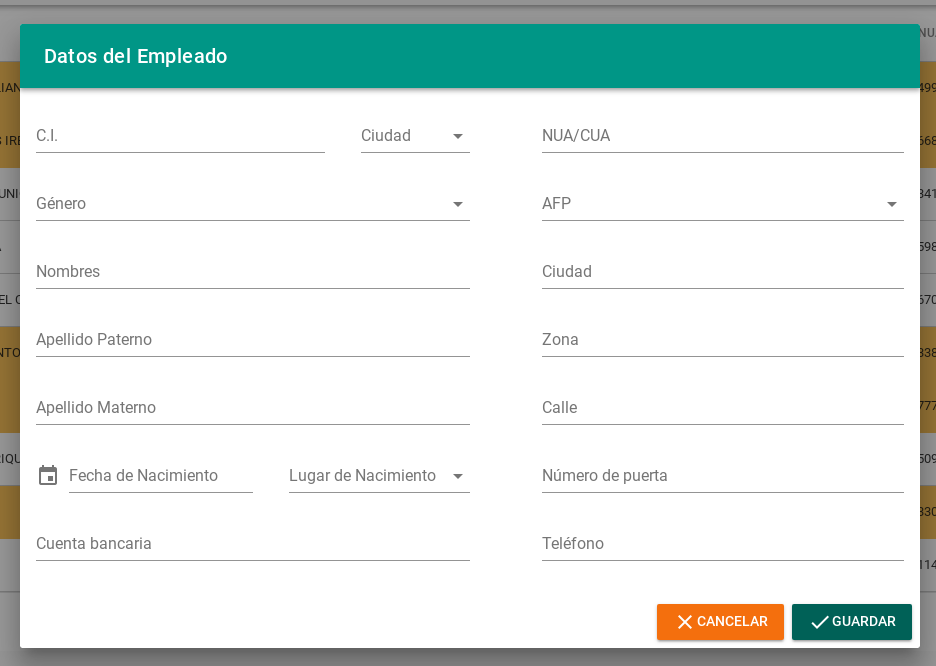 Datos del Empleado
C.I.
Ciudad
NUA/CUA
Género
AFP
Nombres
Ciudad
Apellido Paterno
Zona
Apellido Materno
Calle
Fecha de Nacimiento
Lugar de Nacimiento
Número de puerta
Cuenta bancaria
Teléfono
CANCELAR
GUARDAR